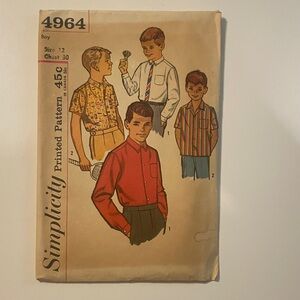 4964
Boy
Size 12
Chest 30
45¢
Simplicity
Printed Pattern
1
2
2
1